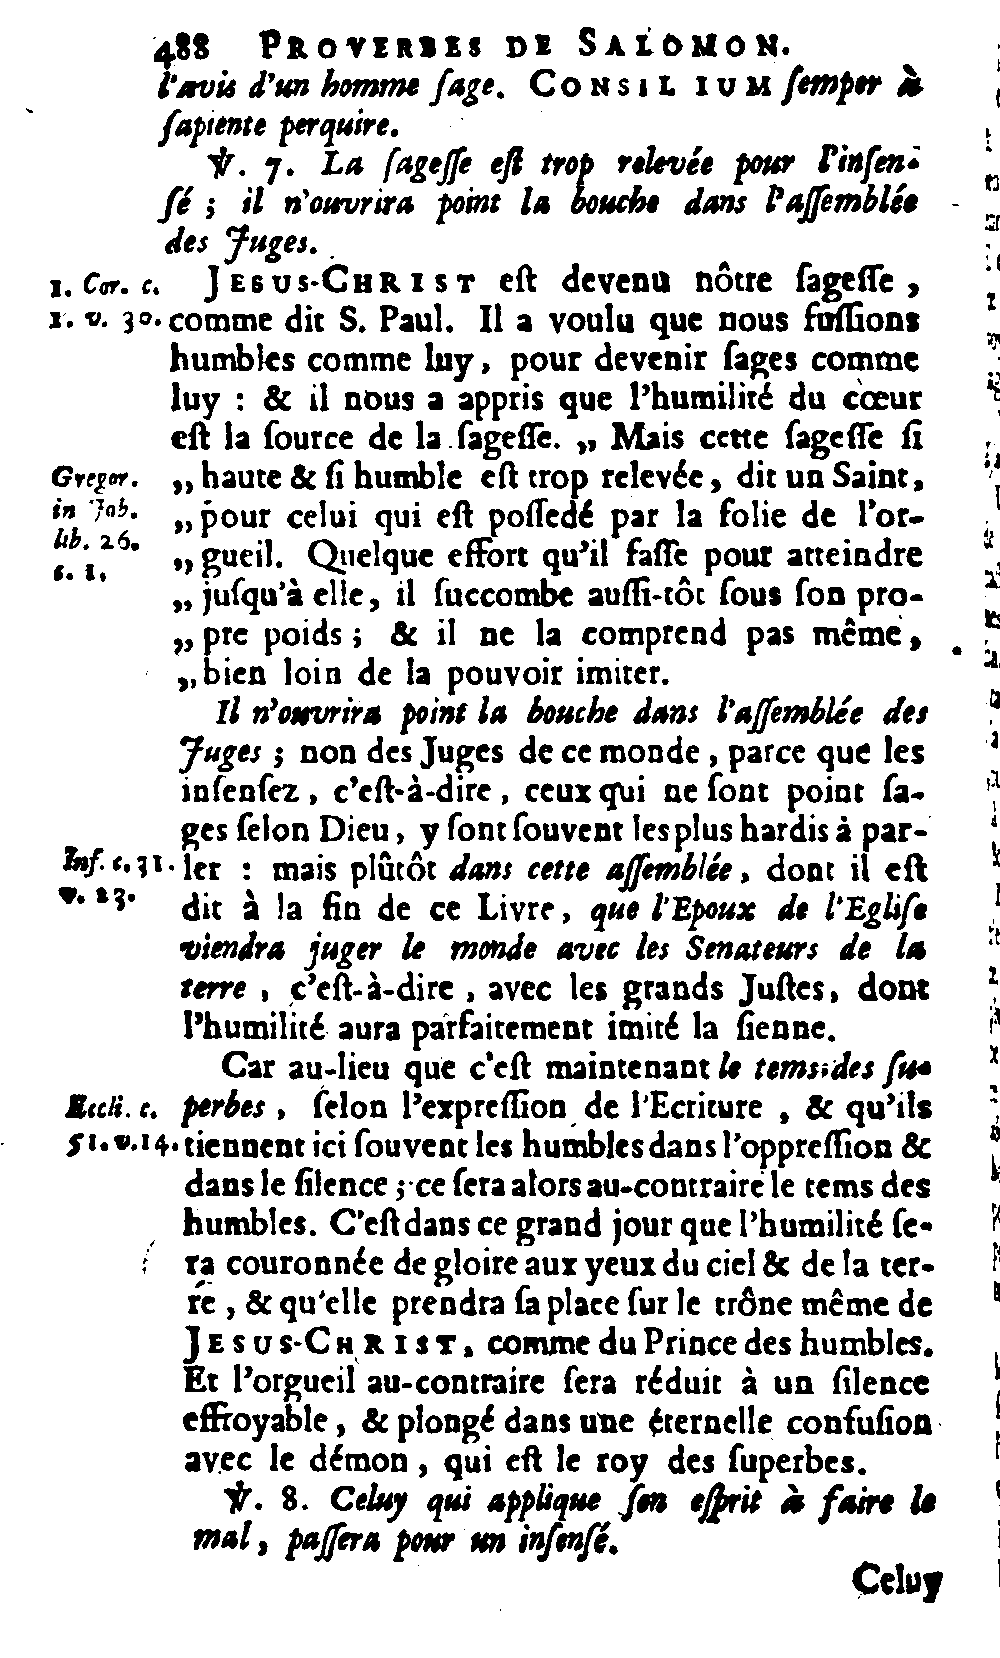 488 PROVERBES DE SALOMON.
l'avis d'un homme ſage. CONSILIUM ſemper à
ſapiente perquire.
℣. 7. La ſageſſe eſt trop relevée pour l'inſen-
ſé ; il n'ouvrira point la bouche dans l'aſſemblée
des Juges.
1. Cor. c. JESUS-CHRIST eſt devenu nôtre ſageſſe ,
1. v. 30. comme dit S. Paul. Il a voulu que nous fuſſions
humbles comme luy, pour devenir ſages comme
luy : & il nous a appris que l'humilité du cœur
eſt la ſource de la ſageſſe. „ Mais cette ſageſſe ſi
Gregor. „ haute & ſi humble eſt trop relevée, dit un Saint,
in Job. „ pour celui qui eſt poſſedé par la folie de l'or-
lib. 26. „ gueil. Quelque effort qu'il faſſe pour atteindre
c. 1. „ juſqu'à elle, il ſuccombe auſſi-tôt ſous ſon pro-
„ pre poids ; & il ne la comprend pas même,
„ bien loin de la pouvoir imiter.
Il n'ouvrira point la bouche dans l'aſſemblée des
Juges ; non des Juges de ce monde, parce que les
inſenſez, c'eſt-à-dire, ceux qui ne ſont point ſa-
ges ſelon Dieu, y ſont ſouvent les plus hardis à par-
Inf. c. 31. ler : mais plûtôt dans cette aſſemblée, dont il eſt
v. 23. dit à la fin de ce Livre, que l'Epoux de l'Egliſe
viendra juger le monde avec les Senateurs de la
terre , c'eſt-à-dire , avec les grands Juſtes, dont
l'humilité aura parfaitement imité la ſienne.
Car au-lieu que c'eſt maintenant le tems des ſu-
Eccli. c. perbes , ſelon l'expreſſion de l'Ecriture , & qu'ils
51. v. 14. tiennent ici ſouvent les humbles dans l'oppreſſion &
dans le ſilence ; ce ſera alors au-contraire le tems des
humbles. C'eſt dans ce grand jour que l'humilité ſe-
ra couronnée de gloire aux yeux du ciel & de la ter-
re , & qu'elle prendra ſa place ſur le trône même de
JESUS-CHRIST, comme du Prince des humbles.
Et l'orgueil au-contraire ſera réduit à un ſilence
effroyable, & plongé dans une éternelle confuſion
avec le démon , qui eſt le roy des ſuperbes.
℣. 8. Celuy qui applique ſon eſprit à faire le
mal, paſſera pour un inſenſé.
Celuy